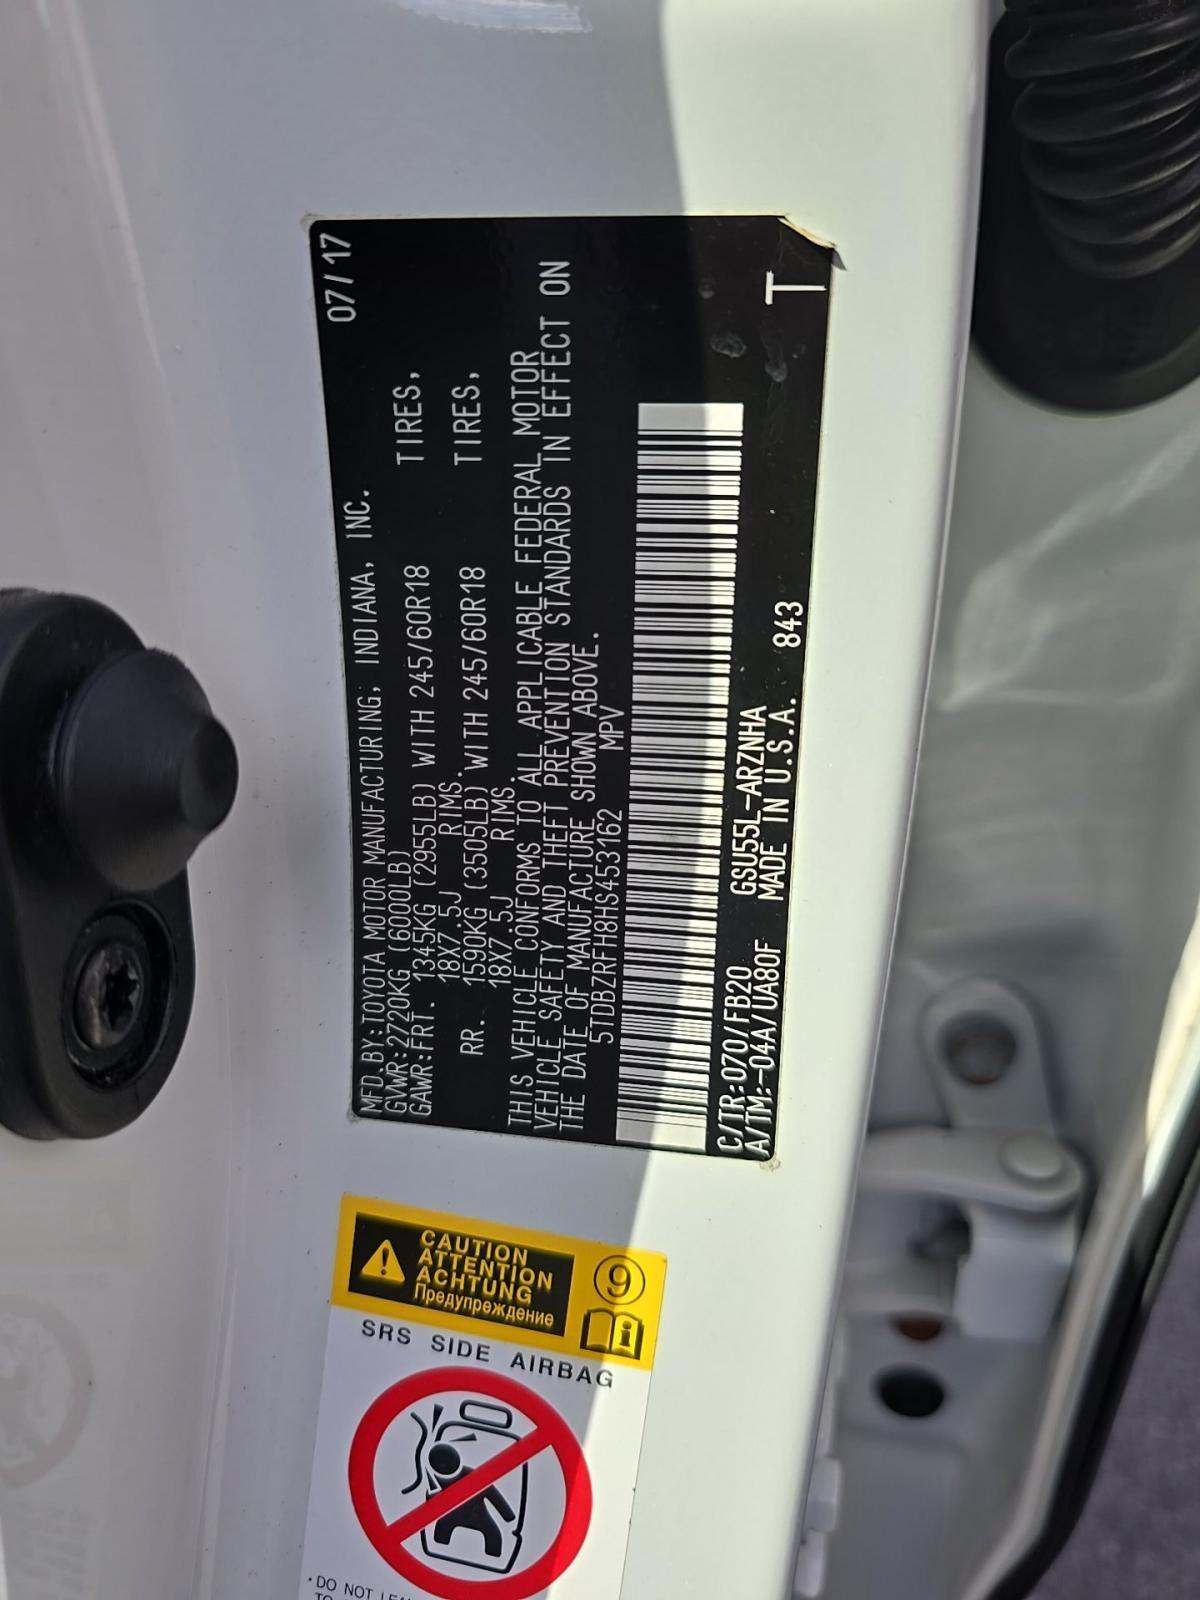 07/17
MFD.BY:TOYOTA MOTOR MANUFACTURING, INDIANA, INC.
GVWR:2720KG (6000LB)
GAWR:FRT. 1345KG (2955LB) WITH 245/60R18 TIRES,
18X7.5J RIMS.
RR. 1590KG (3505LB) WITH 245/60R18 TIRES,
18X7.5J RIMS.
THIS VEHICLE CONFORMS TO ALL APPLICABLE FEDERAL MOTOR
VEHICLE SAFETY AND THEFT PREVENTION STANDARDS IN EFFECT ON
THE DATE OF MANUFACTURE SHOWN ABOVE.
5TDBZRFH8HS453162 MPV
C/TR:070/FB20 GSU55L-ARZNHA
A/TM:-04A/UA80F MADE IN U.S.A. 843
T
CAUTION
ATTENTION
ACHTUNG
Предупреждение
9
i
SRS SIDE AIRBAG
·DO NOT